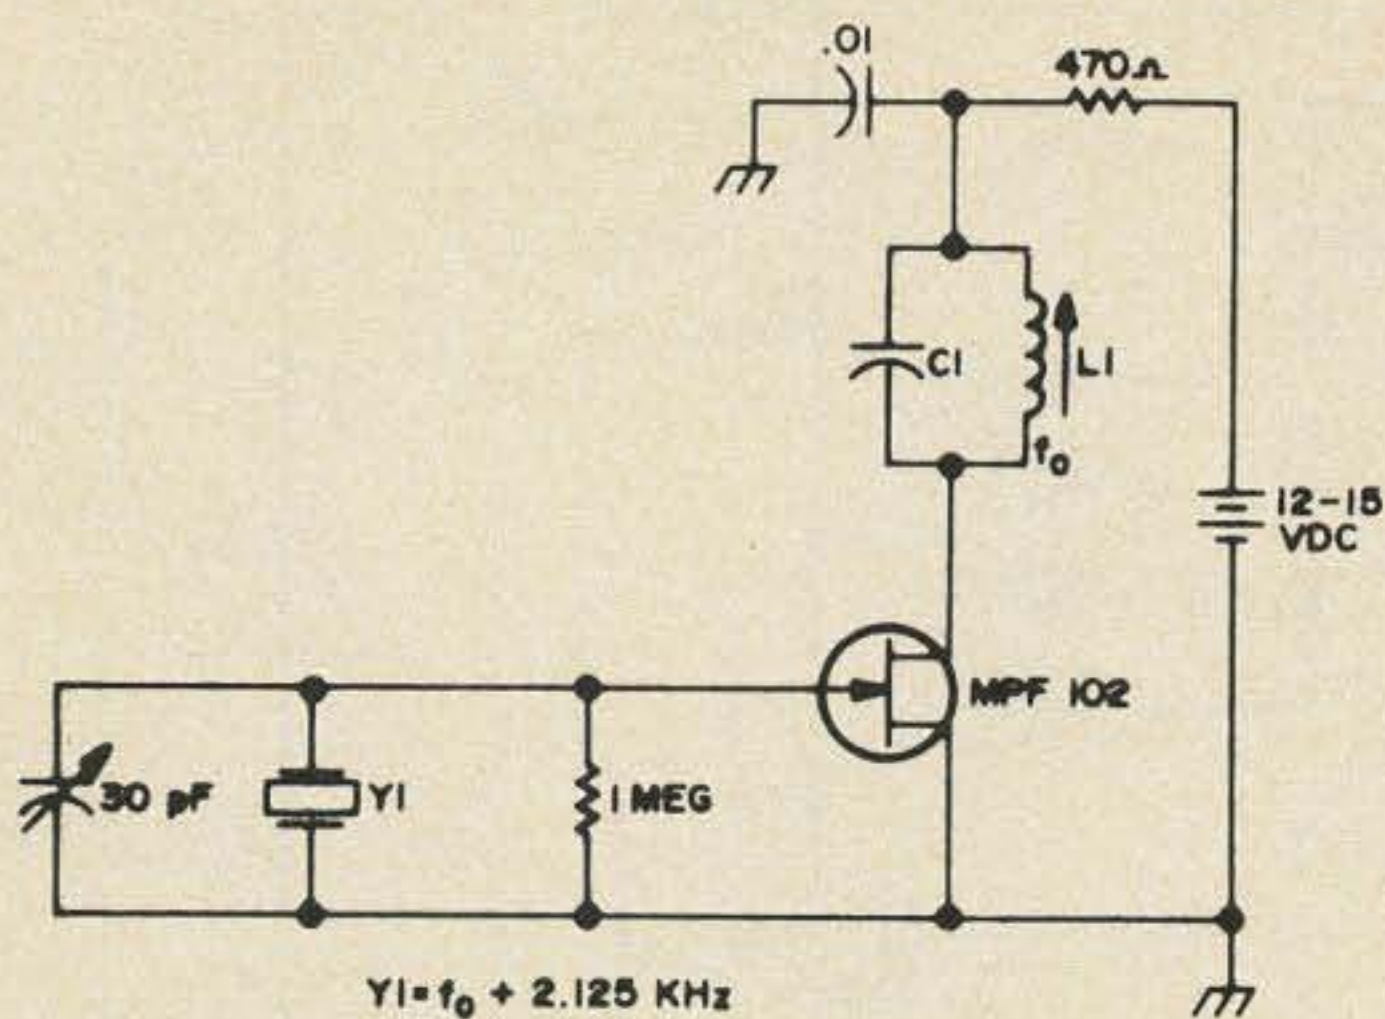 .01
470Ω
C1
L1
f₀
12-15
VDC
MPF 102
30 pF
Y1
1 MEG
Y1=f₀ + 2.125 KHz